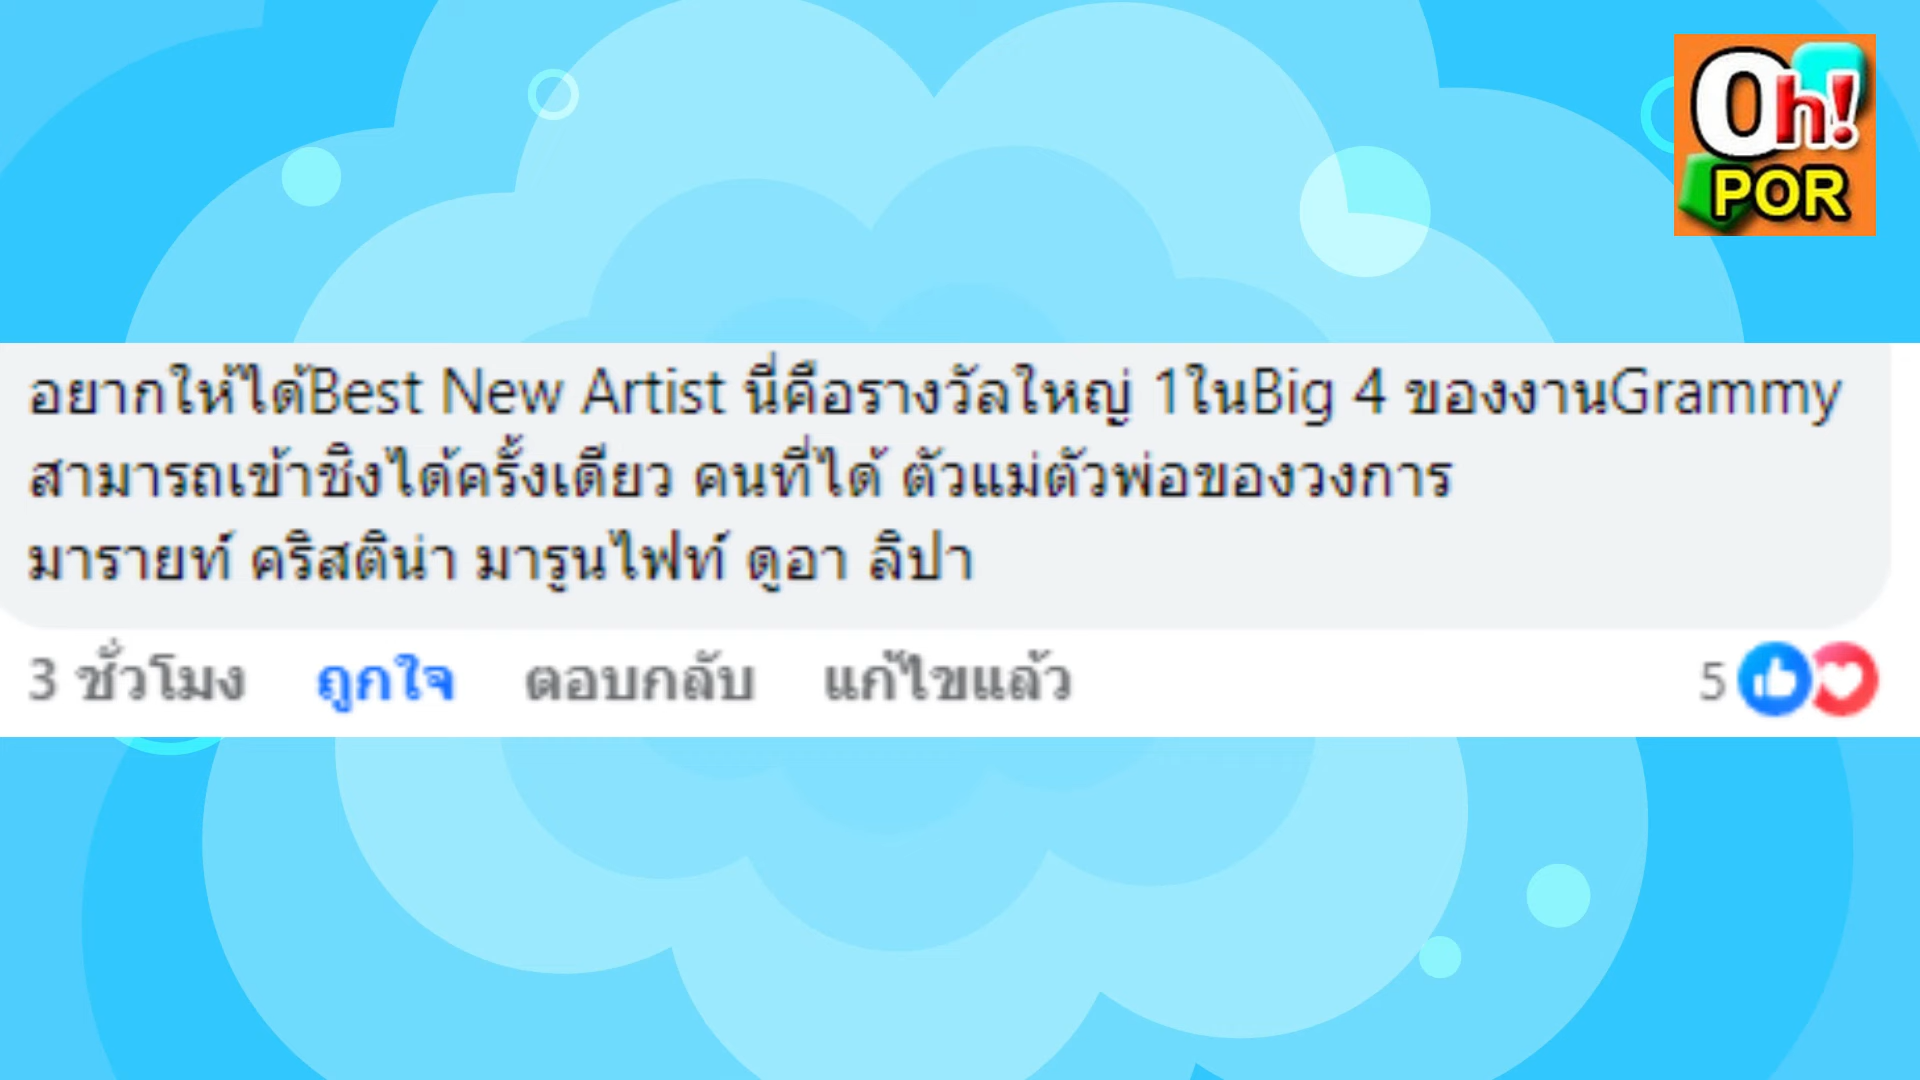 Oh!
POR
อยากให้ได้Best New Artist นี่คือรางวัลใหญ่ 1ในBig 4 ของงานGrammy
สามารถเข้าชิงได้ครั้งเดียว คนที่ได้ ตัวแม่ตัวพ่อของวงการ
มารายท์ คริสติน่า มารูนไฟท์ ดูอา ลิปา
3 ชั่วโมง ถูกใจ ตอบกลับ แก้ไขแล้ว 5